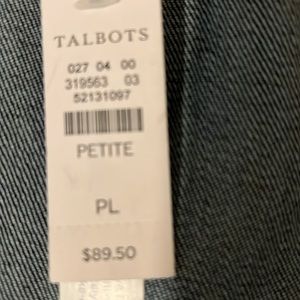 TALBOTS
027 04 00
319563 03
52131097
PETITE
PL
$89.50